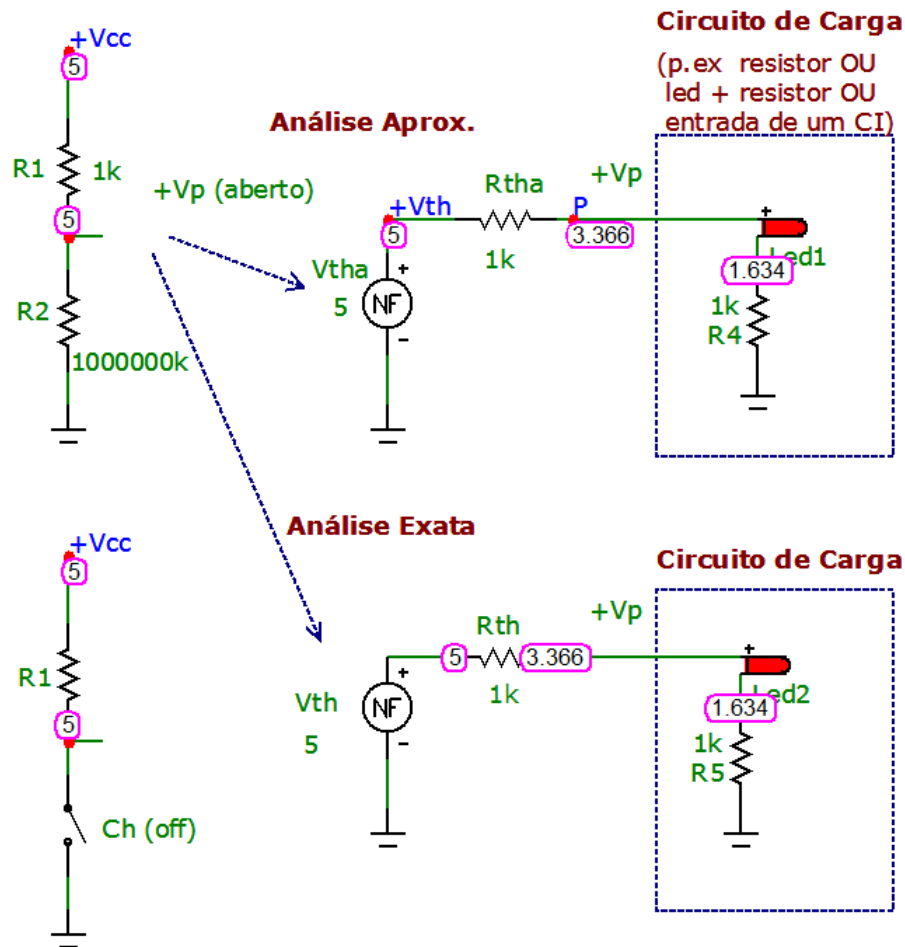 Circuito de Carga
(p.ex resistor OU
led + resistor OU
entrada de um CI)
+Vcc
5
Análise Aprox.
R1
1k
+Vp (aberto)
5
R2
1000000k
+Vth
5
Rtha
1k
P
+Vp
3.366
Vtha
5
+
NF
-
+
Led1
1.634
1k
R4
Análise Exata
+Vcc
5
R1
5
Ch (off)
Circuito de Carga
5
Rth
3.366
1k
+Vp
Vth
5
+
NF
-
+
Led2
1.634
1k
R5